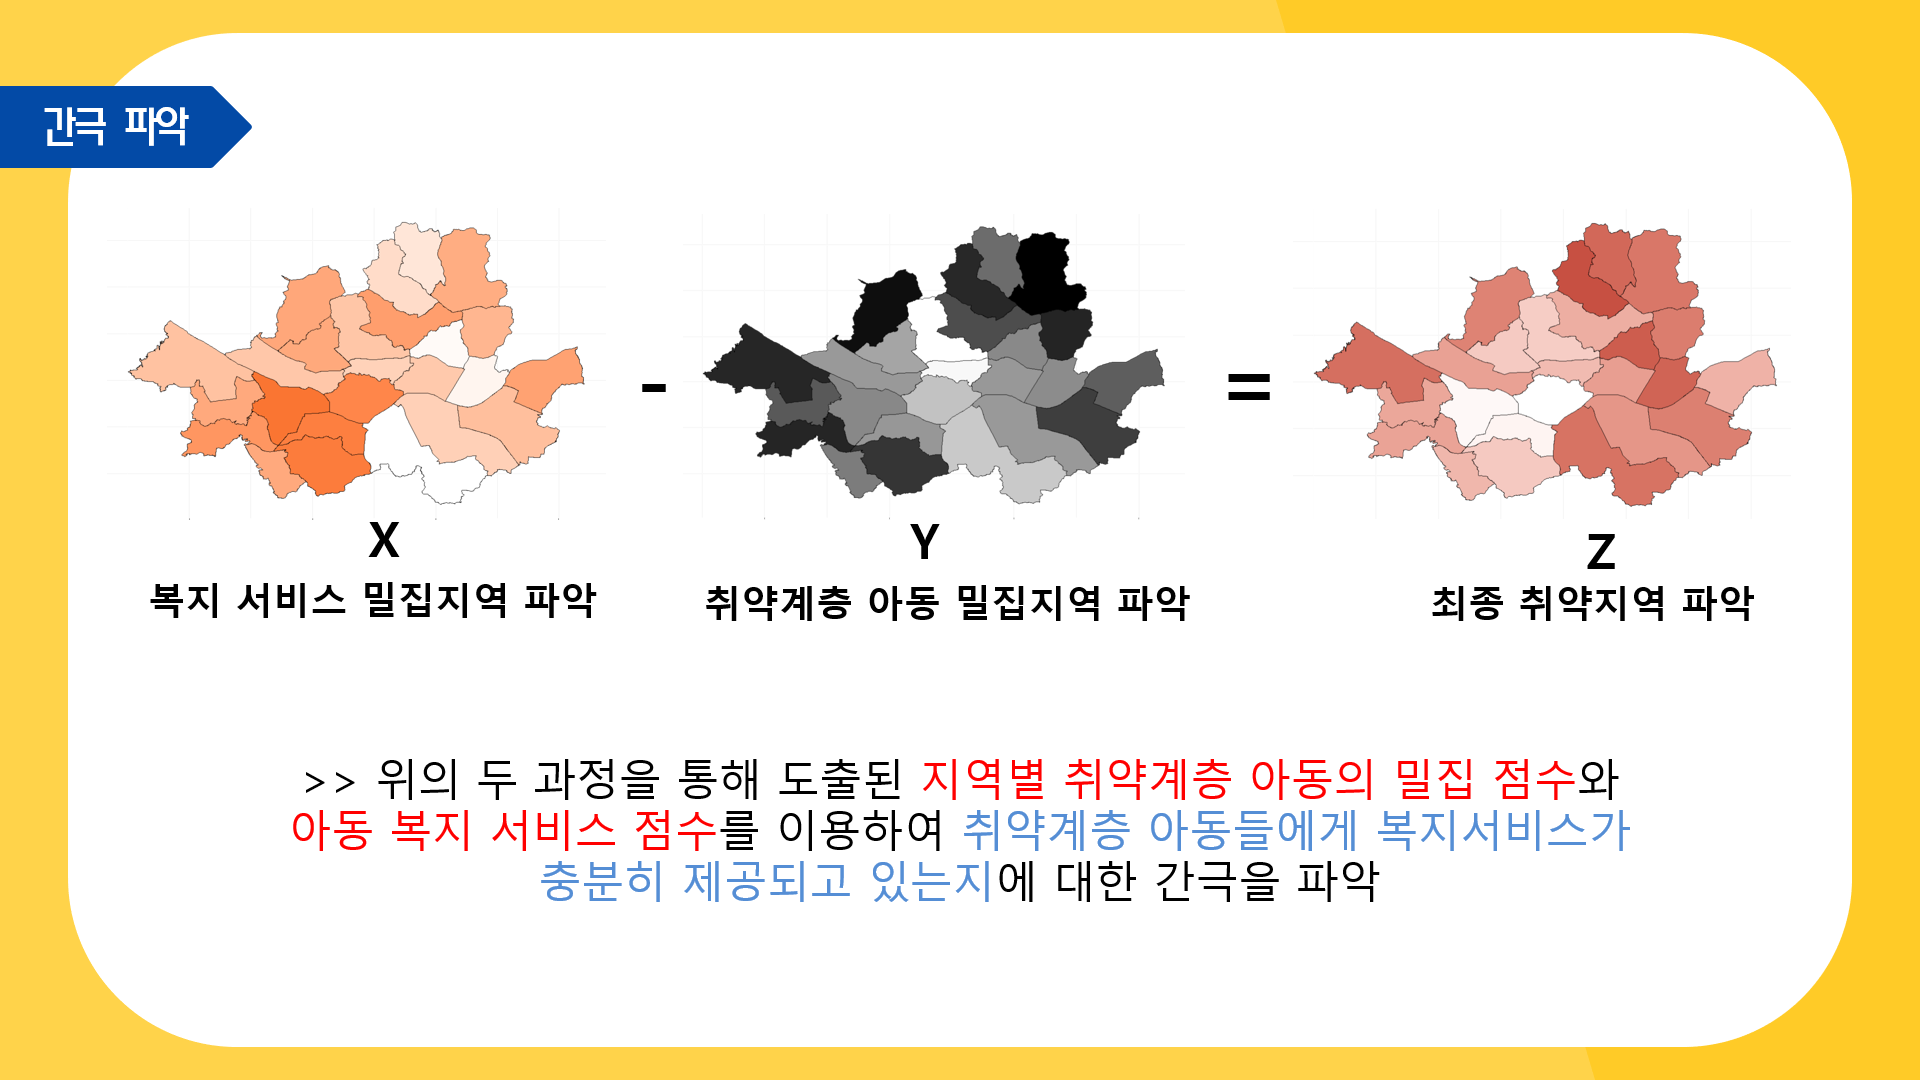 간극 파악
-
=
X
Y
Z
복지 서비스 밀집지역 파악
취약계층 아동 밀집지역 파악
최종 취약지역 파악
>> 위의 두 과정을 통해 도출된 지역별 취약계층 아동의 밀집 점수와
아동 복지 서비스 점수를 이용하여 취약계층 아동들에게 복지서비스가
충분히 제공되고 있는지에 대한 간극을 파악